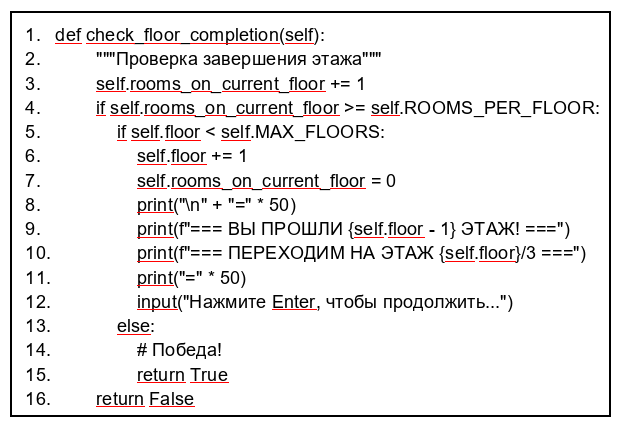 1. def check_floor_completion(self):
2. """Проверка завершения этажа"""
3. self.rooms_on_current_floor += 1
4. if self.rooms_on_current_floor >= self.ROOMS_PER_FLOOR:
5. if self.floor < self.MAX_FLOORS:
6. self.floor += 1
7. self.rooms_on_current_floor = 0
8. print("\n" + "=" * 50)
9. print(f"=== ВЫ ПРОШЛИ {self.floor - 1} ЭТАЖ! ===")
10. print(f"=== ПЕРЕХОДИМ НА ЭТАЖ {self.floor}/3 ===")
11. print("=" * 50)
12. input("Нажмите Enter, чтобы продолжить...")
13. else:
14. # Победа!
15. return True
16. return False